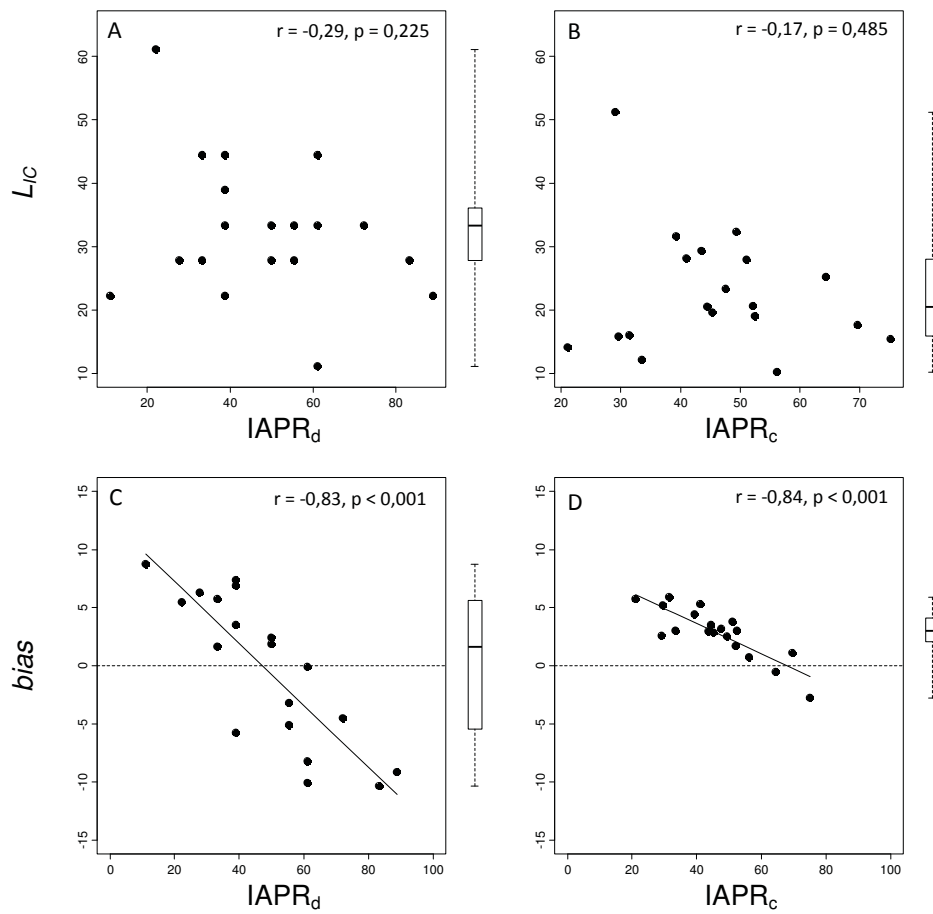 A
r = -0,29, p = 0,225
L_IC
60
50
40
30
20
10
20 40 60 80
IAPR_d
B
r = -0,17, p = 0,485
60
50
40
30
20
10
20 30 40 50 60 70
IAPR_c
C
r = -0,83, p < 0,001
bias
15
10
5
0
-5
-10
-15
0 20 40 60 80 100
IAPR_d
D
r = -0,84, p < 0,001
15
10
5
0
-5
-10
-15
0 20 40 60 80 100
IAPR_c